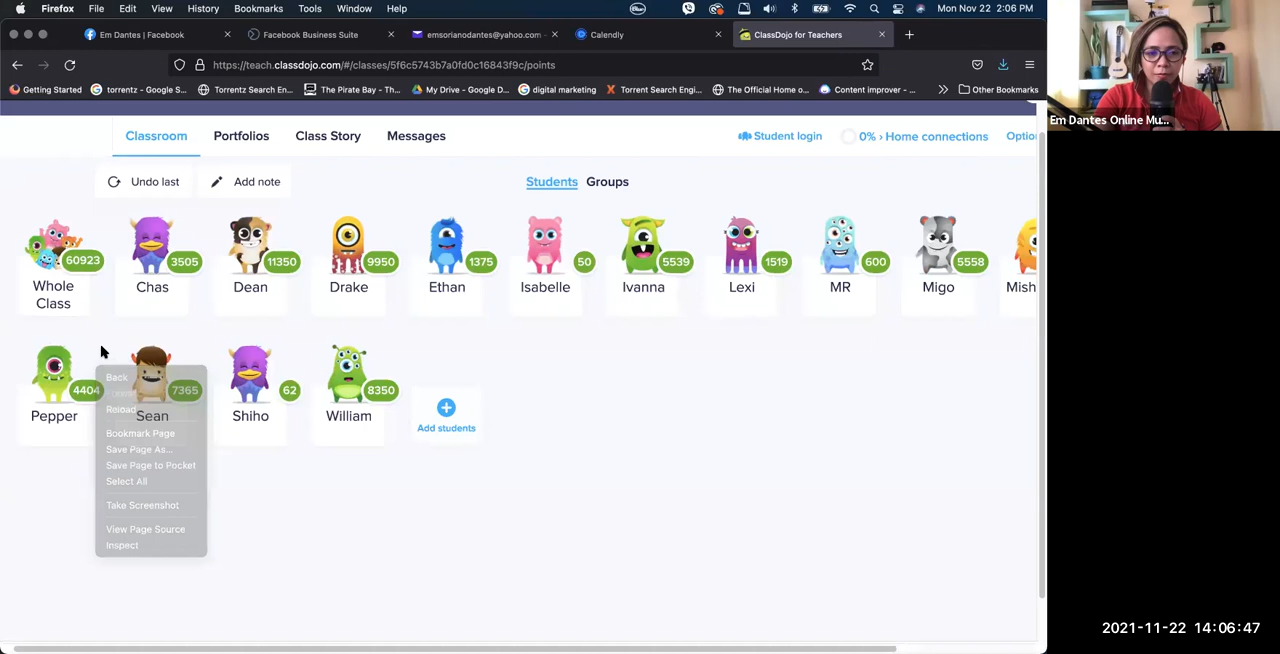 Firefox File Edit View History Bookmarks Tools Window Help Mon Nov 22 2:06 PM
Em Dantes | Facebook Facebook Business Suite emsorianodantes@yahoo.com - Calendly ClassDojo for Teachers
https://teach.classdojo.com/#/classes/5f6c5743b7a0fd0c16843f9c/points
Getting Started torrentz - Google S... Torrentz Search En... The Pirate Bay - Th... My Drive - Google D... digital marketing Torrent Search Engi... The Official Home o... Content improver - ... Other Bookmarks
Em Dantes Online Mu...
Classroom Portfolios Class Story Messages Student login 0% › Home connections Optio
Undo last Add note Students Groups
60923 3505 11350 9950 1375 50 5539 1519 600 5558
Whole Class Chas Dean Drake Ethan Isabelle Ivanna Lexi MR Migo Mish
4404 7365 62 8350
Pepper Sean Shiho William Add students
Back
Reload
Bookmark Page
Save Page As...
Save Page to Pocket
Select All
Take Screenshot
View Page Source
Inspect
2021-11-22 14:06:47